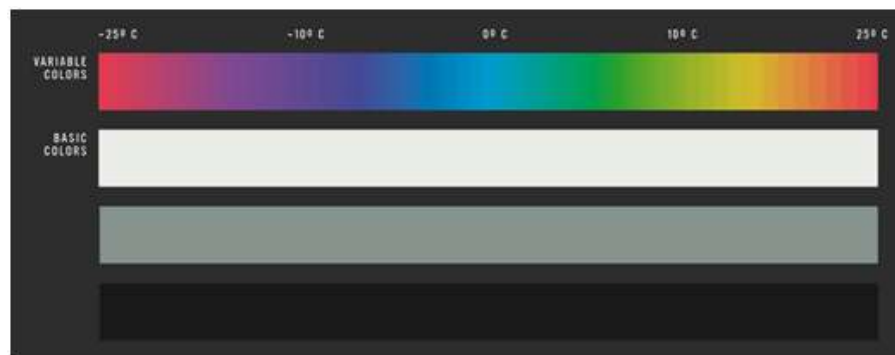 -25º C -10º C 0º C 10º C 25º C
VARIABLE
COLORS
BASIC
COLORS